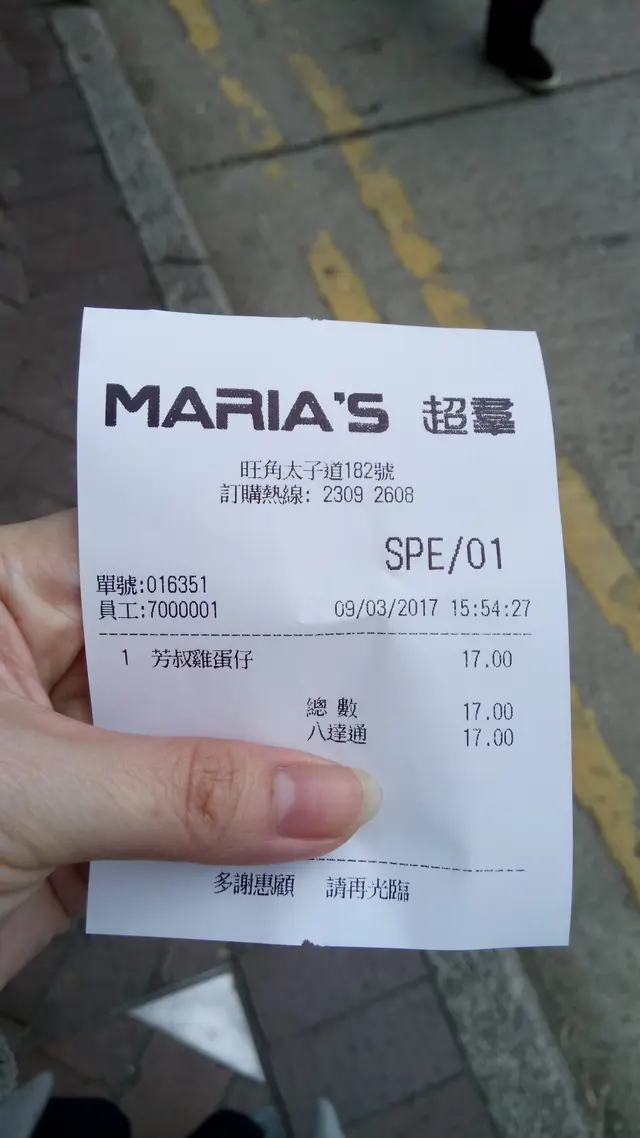 MARIA'S 超羣
旺角太子道182號
訂購熱線: 2309 2608
SPE/01
單號:016351
員工:7000001 09/03/2017 15:54:27
1 芳叔雞蛋仔 17.00
總 數 17.00
八達通 17.00
多謝惠顧 請再光臨